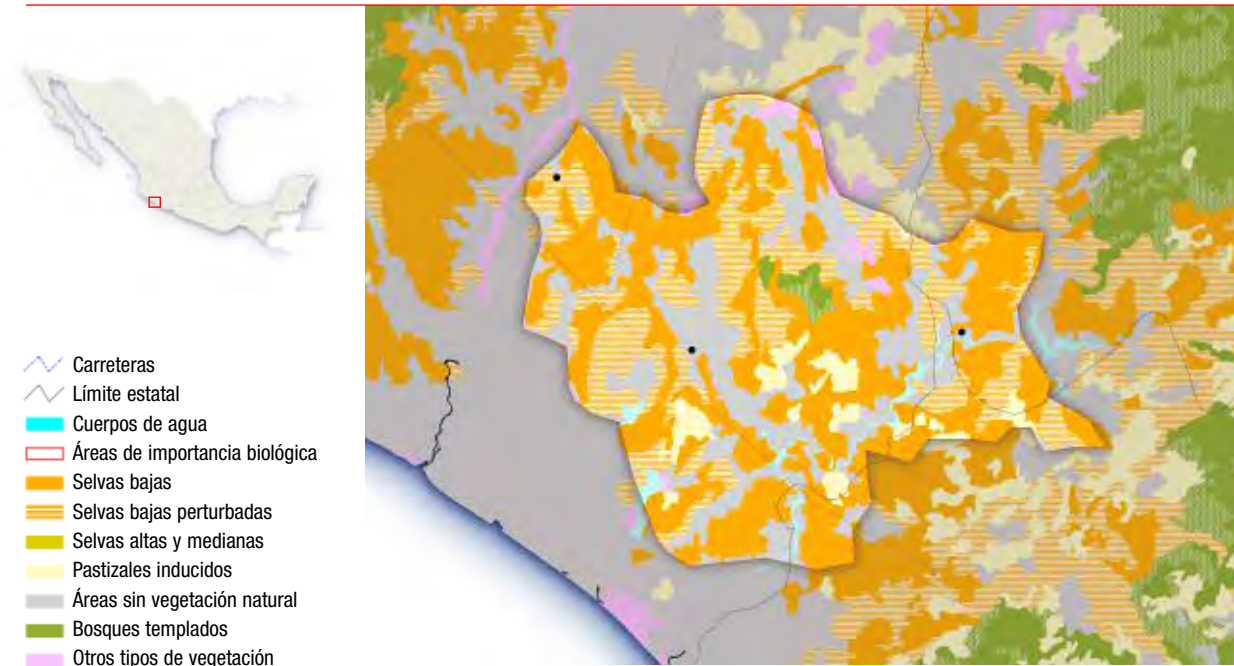 Carreteras
Límite estatal
Cuerpos de agua
Áreas de importancia biológica
Selvas bajas
Selvas bajas perturbadas
Selvas altas y medianas
Pastizales inducidos
Áreas sin vegetación natural
Bosques templados
Otros tipos de vegetación